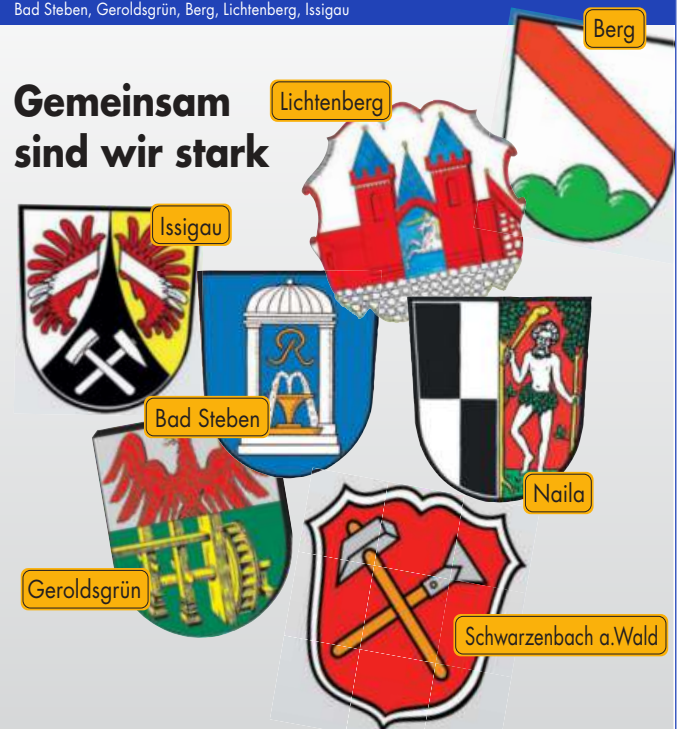 Bad Steben, Geroldsgrün, Berg, Lichtenberg, Issigau
Berg
Gemeinsam
sind wir stark
Lichtenberg
Issigau
Bad Steben
Naila
Geroldsgrün
Schwarzenbach a.Wald